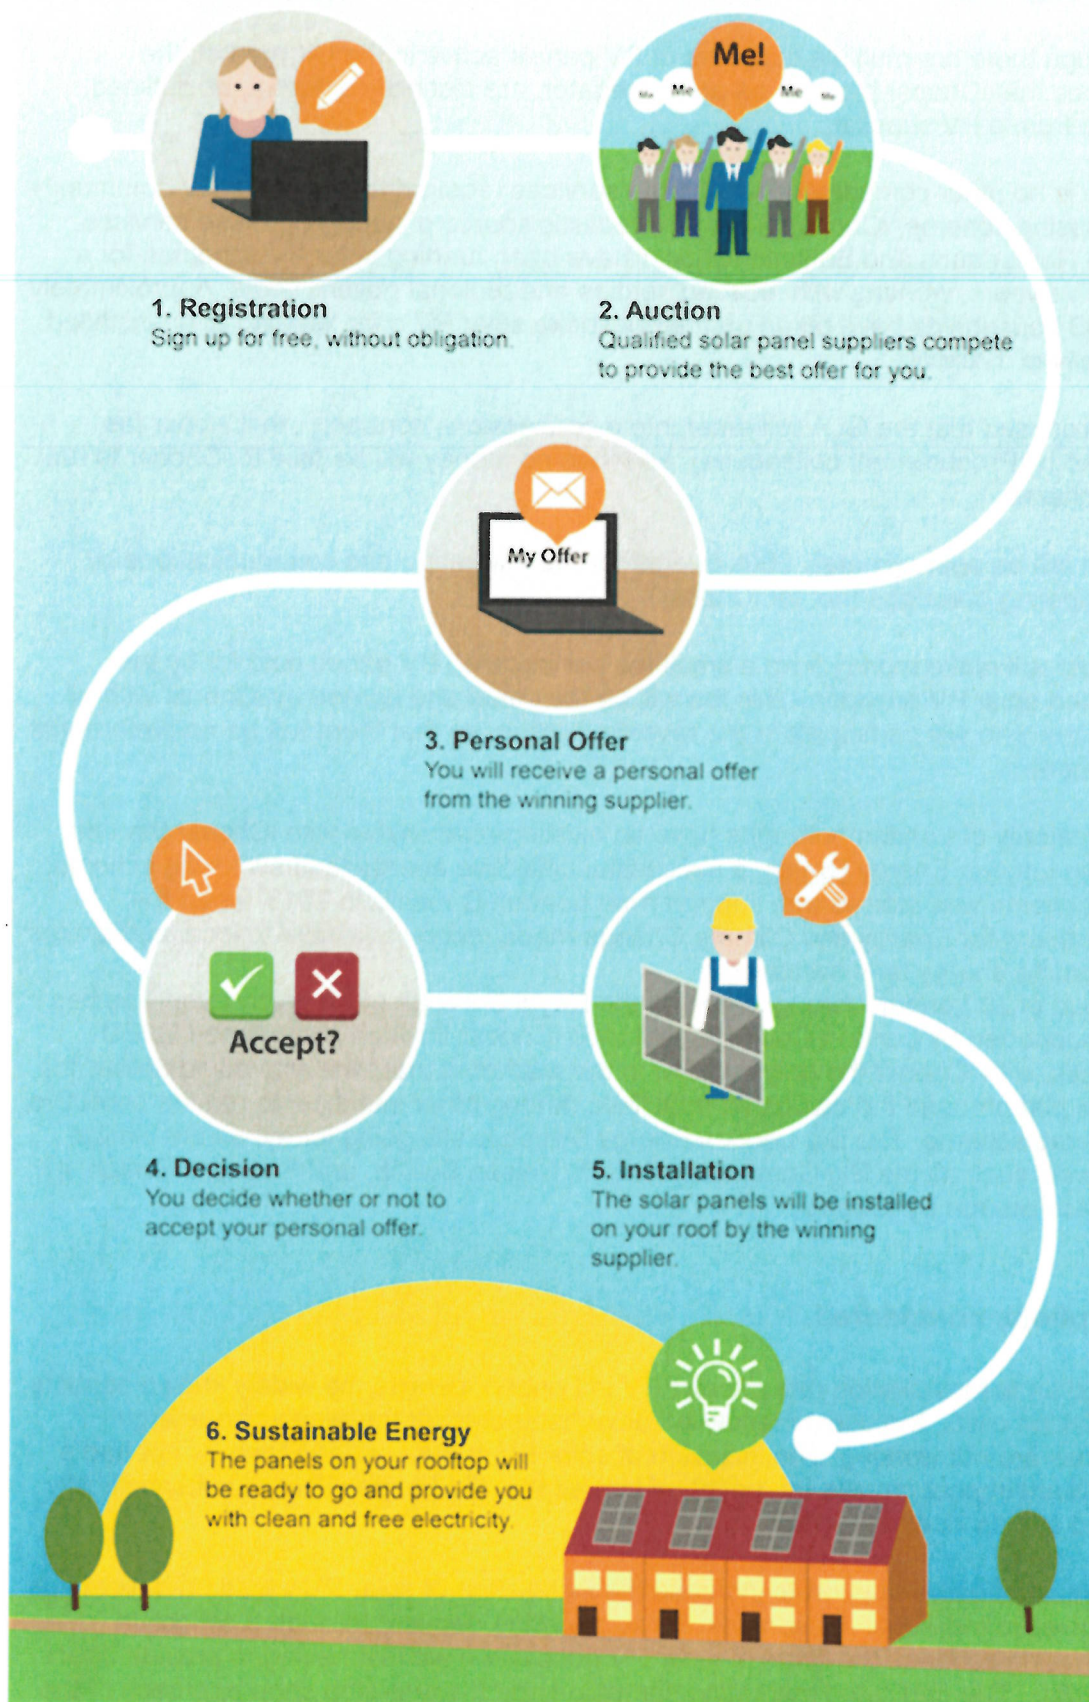 Me!
Me
Me
Me
Me
1. Registration
Sign up for free, without obligation.
2. Auction
Qualified solar panel suppliers compete
to provide the best offer for you.
My Offer
3. Personal Offer
You will receive a personal offer
from the winning supplier.
Accept?
4. Decision
You decide whether or not to
accept your personal offer.
5. Installation
The solar panels will be installed
on your roof by the winning
supplier.
6. Sustainable Energy
The panels on your rooftop will
be ready to go and provide you
with clean and free electricity.